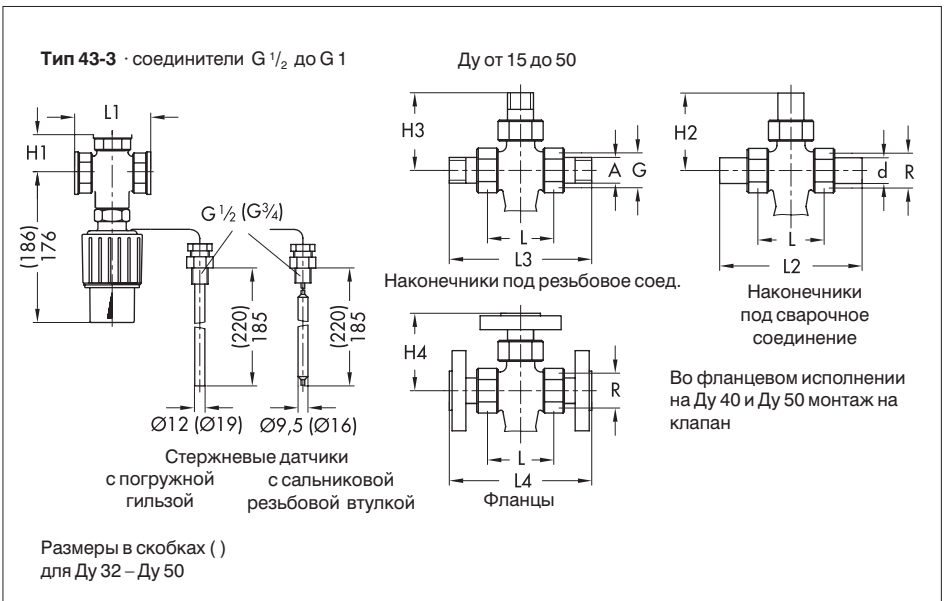 Тип 43-3 · соединители G 1/2 до G 1
Ду от 15 до 50
L1
H1
(186)
176
G 1/2 (G3/4)
(220)
185
(220)
185
Ø12 (Ø19)
Ø9,5 (Ø16)
Стержневые датчики
с погружной
гильзой
с сальниковой
резьбовой втулкой
H3
A
G
L
L3
Наконечники под резьбовое соед.
H2
d
R
L
L2
Наконечники
под сварочное
соединение
H4
R
L
L4
Фланцы
Во фланцевом исполнении
на Ду 40 и Ду 50 монтаж на
клапан
Размеры в скобках ( )
для Ду 32 – Ду 50